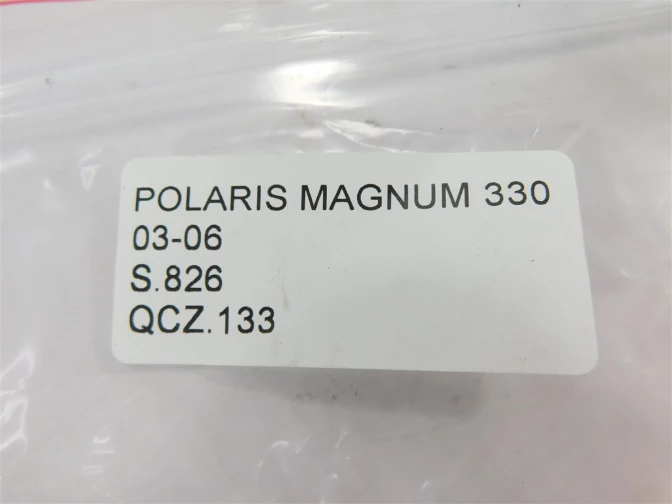 POLARIS MAGNUM 330
03-06
S.826
QCZ.133